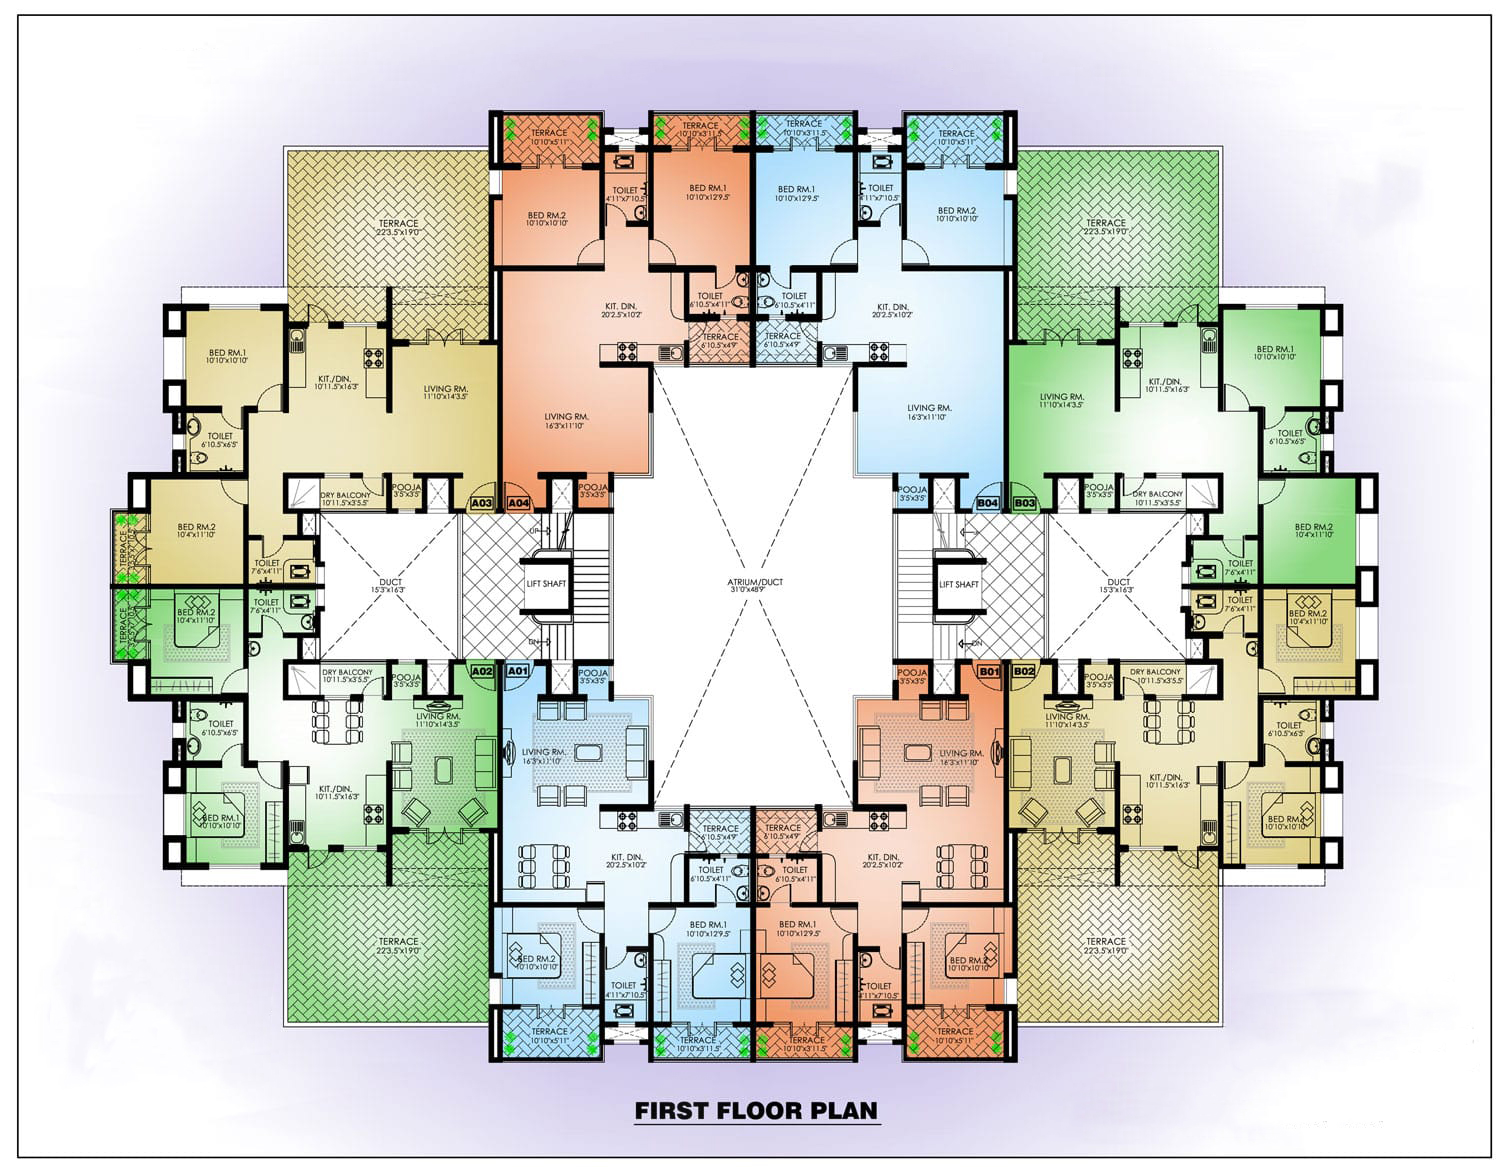 TERRACE
10'10"x5'11"
TERRACE
10'10"x3'11.5"
TERRACE
10'10"x3'11.5"
TERRACE
10'10"x5'11"
TOILET
4'11"x7'10.5"
BED RM.1
10'10"x12'9.5"
BED RM.1
10'10"x12'9.5"
TOILET
4'11"x7'10.5"
BED RM.2
10'10"x10'10"
BED RM.2
10'10"x10'10"
TERRACE
22'3.5"x19'0"
TERRACE
22'3.5"x19'0"
TOILET
6'10.5"x4'11"
TOILET
6'10.5"x4'11"
KIT. DIN.
20'2.5"x10'2"
KIT. DIN.
20'2.5"x10'2"
TERRACE
6'10.5"x4'9"
TERRACE
6'10.5"x4'9"
BED RM.1
10'10"x10'10"
KIT./DIN.
10'11.5"x16'3"
LIVING RM.
11'10"x14'3.5"
LIVING RM.
16'3"x11'10"
LIVING RM.
16'3"x11'10"
LIVING RM.
11'10"x14'3.5"
KIT./DIN.
10'11.5"x16'3"
BED RM.1
10'10"x10'10"
TOILET
6'10.5"x6'5"
TOILET
6'10.5"x6'5"
DRY BALCONY
10'11.5"x3'5.5"
POOJA
3'5"x3'5"
A03
A04
POOJA
3'5"x3'5"
POOJA
3'5"x3'5"
B04
B03
POOJA
3'5"x3'5"
DRY BALCONY
10'11.5"x3'5.5"
BED RM.2
10'4"x11'10"
BED RM.2
10'4"x11'10"
TERRACE
UP
TOILET
7'6"x4'11"
TOILET
7'6"x4'11"
DUCT
15'3"x16'3"
LIFT SHAFT
ATRIUM/DUCT
31'0"x48'9"
LIFT SHAFT
DUCT
15'3"x16'3"
TOILET
7'6"x4'11"
TOILET
7'6"x4'11"
TERRACE
BED RM.2
10'4"x11'10"
BED RM.2
10'4"x11'10"
DN
DN
DRY BALCONY
10'11.5"x3'5.5"
POOJA
3'5"x3'5"
A02
A01
POOJA
3'5"x3'5"
POOJA
3'5"x3'5"
B01
B02
POOJA
3'5"x3'5"
DRY BALCONY
10'11.5"x3'5.5"
TOILET
6'10.5"x6'5"
LIVING RM.
11'10"x14'3.5"
LIVING RM.
16'3"x11'10"
LIVING RM.
16'3"x11'10"
LIVING RM.
11'10"x14'3.5"
TOILET
6'10.5"x6'5"
KIT./DIN.
10'11.5"x16'3"
KIT./DIN.
10'11.5"x16'3"
BED RM.1
10'10"x10'10"
BED RM.1
10'10"x10'10"
TERRACE
6'10.5"x4'9"
TERRACE
6'10.5"x4'9"
KIT. DIN.
20'2.5"x10'2"
KIT. DIN.
20'2.5"x10'2"
TOILET
6'10.5"x4'11"
TOILET
6'10.5"x4'11"
TERRACE
22'3.5"x19'0"
BED RM.1
10'10"x12'9.5"
BED RM.1
10'10"x12'9.5"
TERRACE
22'3.5"x19'0"
BED RM.2
10'10"x10'10"
BED RM.2
10'10"x10'10"
TOILET
4'11"x7'10.5"
TOILET
4'11"x7'10.5"
TERRACE
10'10"x5'11"
TERRACE
10'10"x3'11.5"
TERRACE
10'10"x3'11.5"
TERRACE
10'10"x5'11"
FIRST FLOOR PLAN